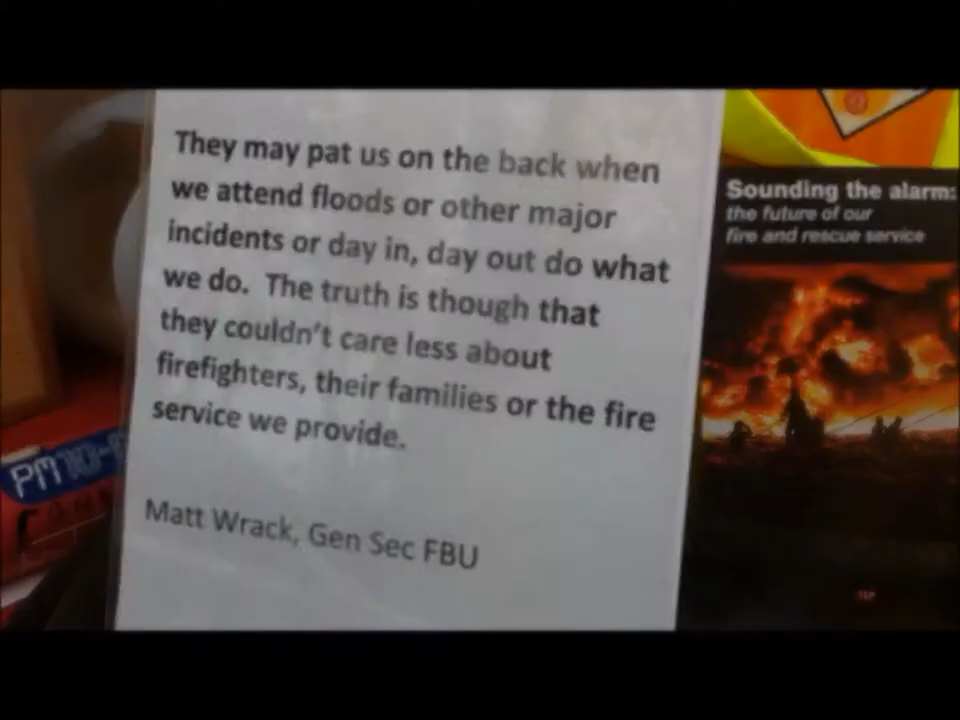 They may pat us on the back when
we attend floods or other major
incidents or day in, day out do what
we do. The truth is though that
they couldn't care less about
firefighters, their families or the fire
service we provide.
Matt Wrack, Gen Sec FBU
Sounding the alarm:
the future of our
fire and rescue service